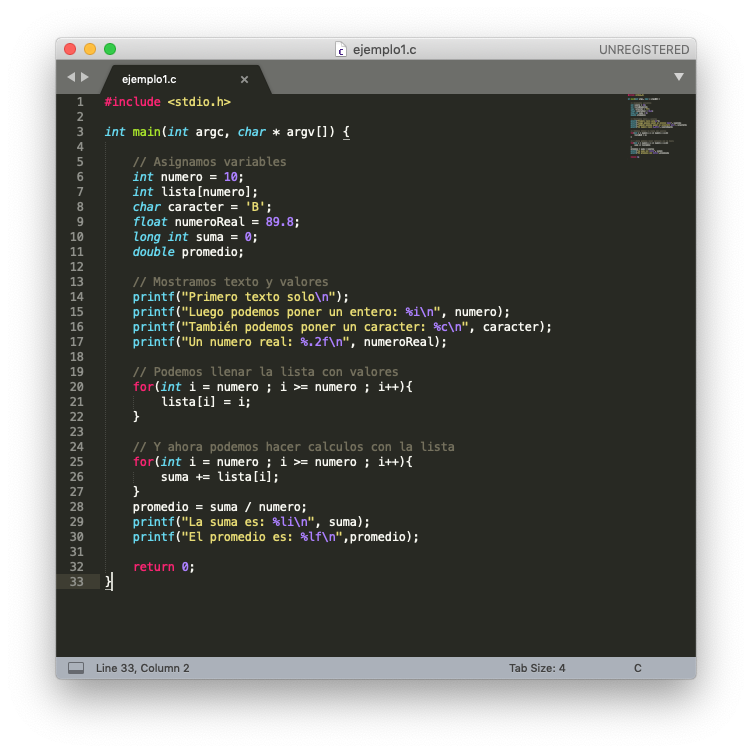 ejemplo1.c
UNREGISTERED
ejemplo1.c ×
1 #include <stdio.h>
2
3 int main(int argc, char * argv[]) {
4
5 // Asignamos variables
6 int numero = 10;
7 int lista[numero];
8 char caracter = 'B';
9 float numeroReal = 89.8;
10 long int suma = 0;
11 double promedio;
12
13 // Mostramos texto y valores
14 printf("Primero texto solo\n");
15 printf("Luego podemos poner un entero: %i\n", numero);
16 printf("También podemos poner un caracter: %c\n", caracter);
17 printf("Un numero real: %.2f\n", numeroReal);
18
19 // Podemos llenar la lista con valores
20 for(int i = numero ; i >= numero ; i++){
21 lista[i] = i;
22 }
23
24 // Y ahora podemos hacer calculos con la lista
25 for(int i = numero ; i >= numero ; i++){
26 suma += lista[i];
27 }
28 promedio = suma / numero;
29 printf("La suma es: %li\n", suma);
30 printf("El promedio es: %lf\n",promedio);
31
32 return 0;
33 }
Line 33, Column 2
Tab Size: 4
C